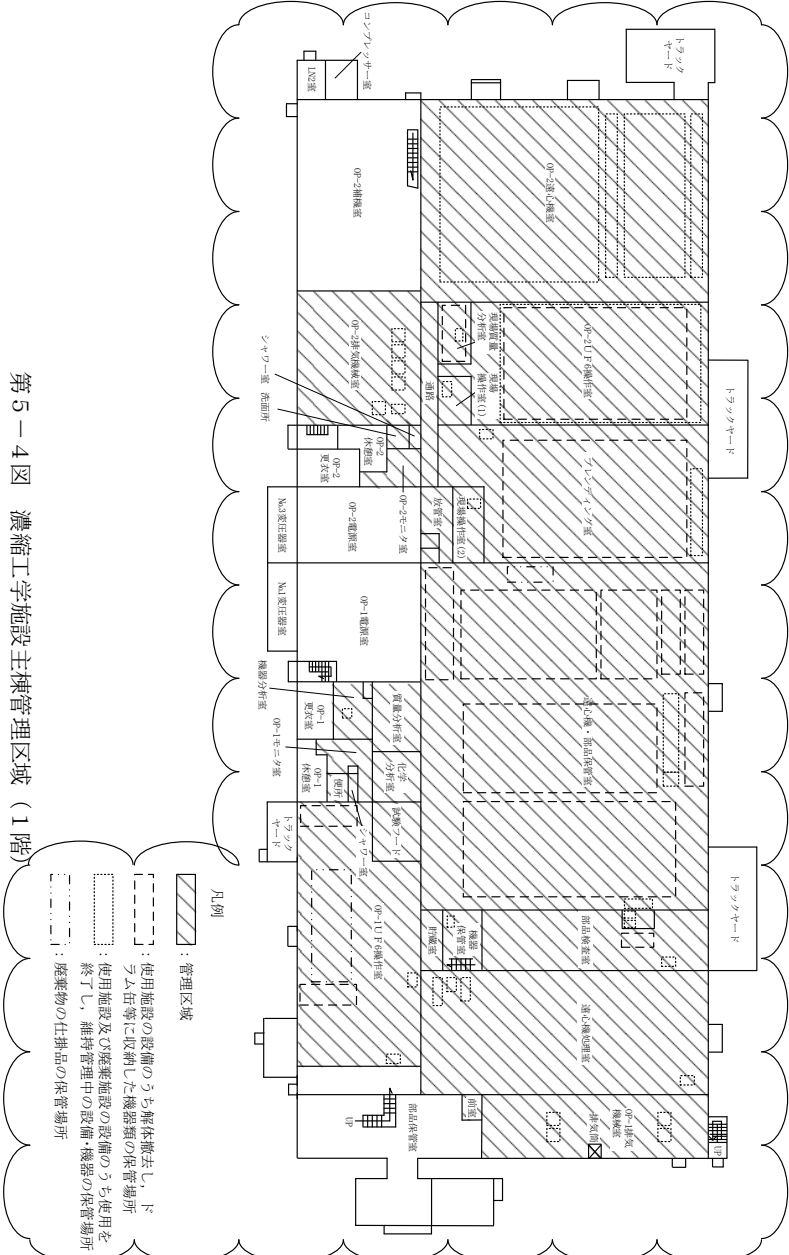 トラック
ヤード
コンプレッサー室
LN2室
OP-2補機室
OP-2遠心機室
OP-2排気機械室
シャワー室
洗面所
現場質量
分析室
現場
操作室(1)
通路
OP-2UF6操作室
トラックヤード
ブレンディング室
OP-2
休憩室
OP-2
更衣室
OP-2モニタ室
放管室
現場操作室(2)
OP-2電源室
No.3変圧器室
No.1変圧器室
OP-1電源室
機器分析室
OP-1
更衣室
OP-1モニタ室
OP-1
休憩室
便所
シャワー室
質量分析室
化学
分析室
試験フード
トラック
ヤード
遠心機・部品保管室
トラックヤード
OP-1UF6操作室
貯蔵室
機器
保管室
部品検査室
遠心機処理室
部品保管室
UP
前室
OP-1排気
機械室
排気筒
UP
凡例
：管理区域
：使用施設の設備のうち解体撤去し，ド
ラム缶等に収納した機器類の保管場所
：使用施設及び廃棄施設の設備のうち使用を
終了し，維持管理中の設備・機器の保管場所
：廃棄物の仕掛品の保管場所
第５－４図　濃縮工学施設主棟管理区域（１階）